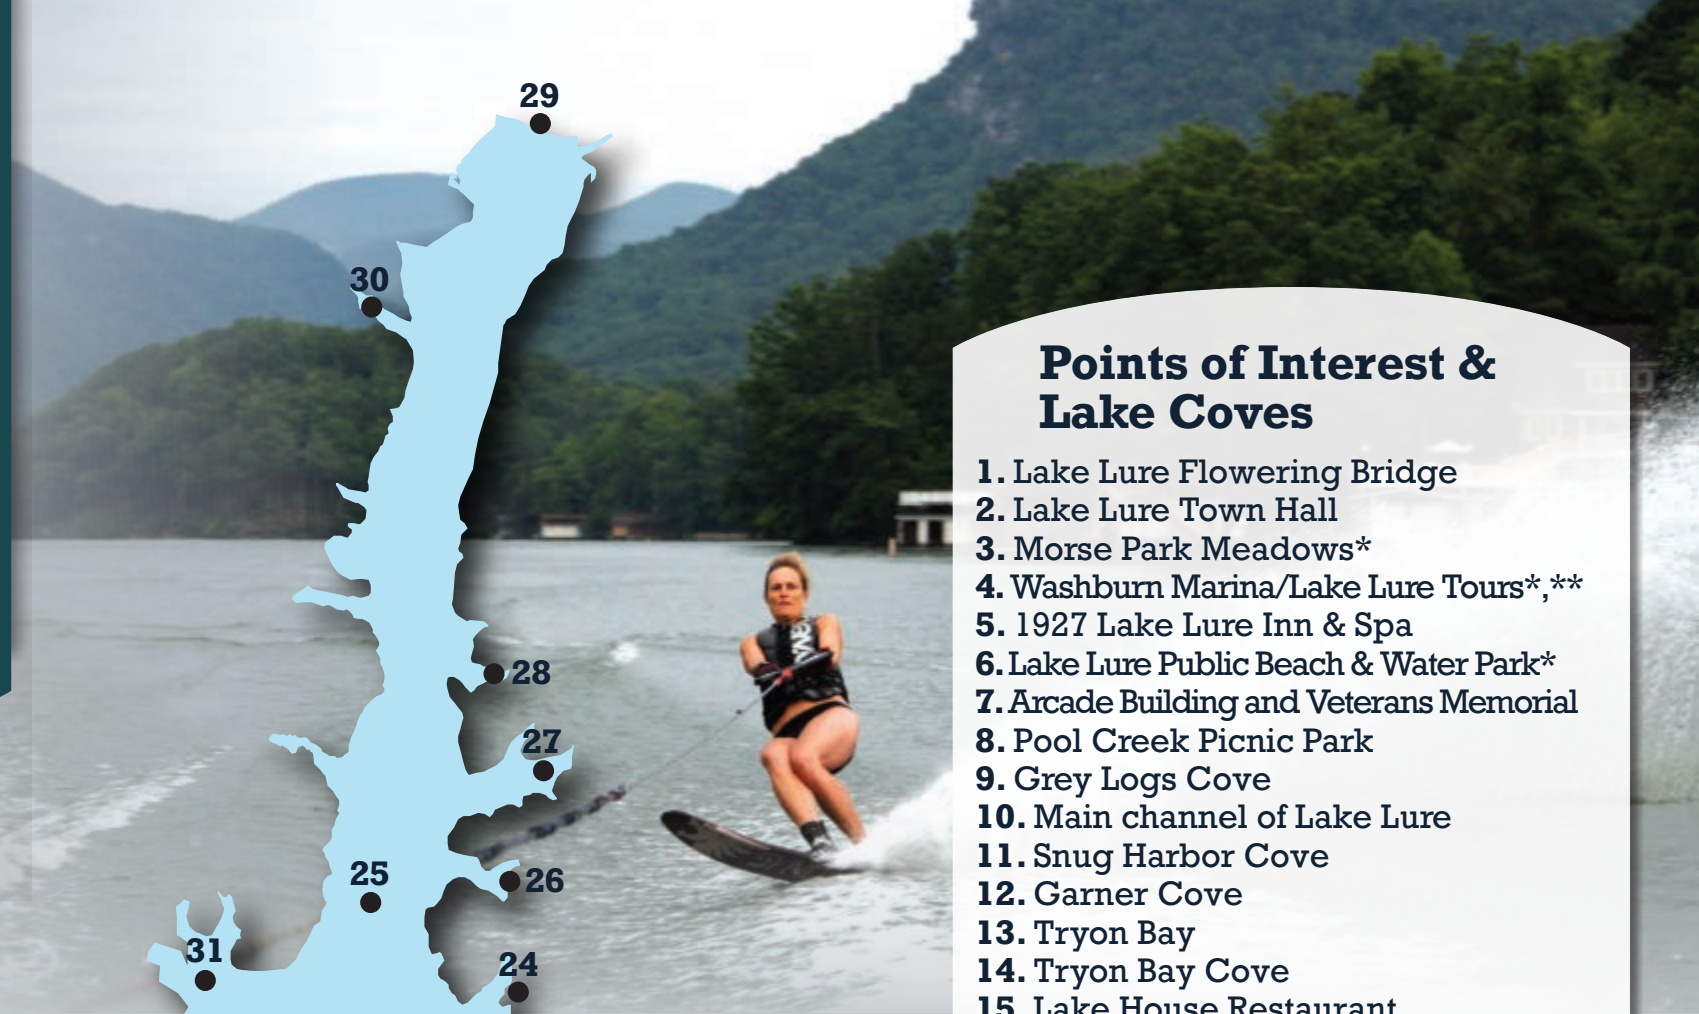 29
30
28
27
25
26
31
24
Points of Interest &
Lake Coves
1. Lake Lure Flowering Bridge
2. Lake Lure Town Hall
3. Morse Park Meadows*
4. Washburn Marina/Lake Lure Tours*,**
5. 1927 Lake Lure Inn & Spa
6. Lake Lure Public Beach & Water Park*
7. Arcade Building and Veterans Memorial
8. Pool Creek Picnic Park
9. Grey Logs Cove
10. Main channel of Lake Lure
11. Snug Harbor Cove
12. Garner Cove
13. Tryon Bay
14. Tryon Bay Cove
15. Lake House Restaurant